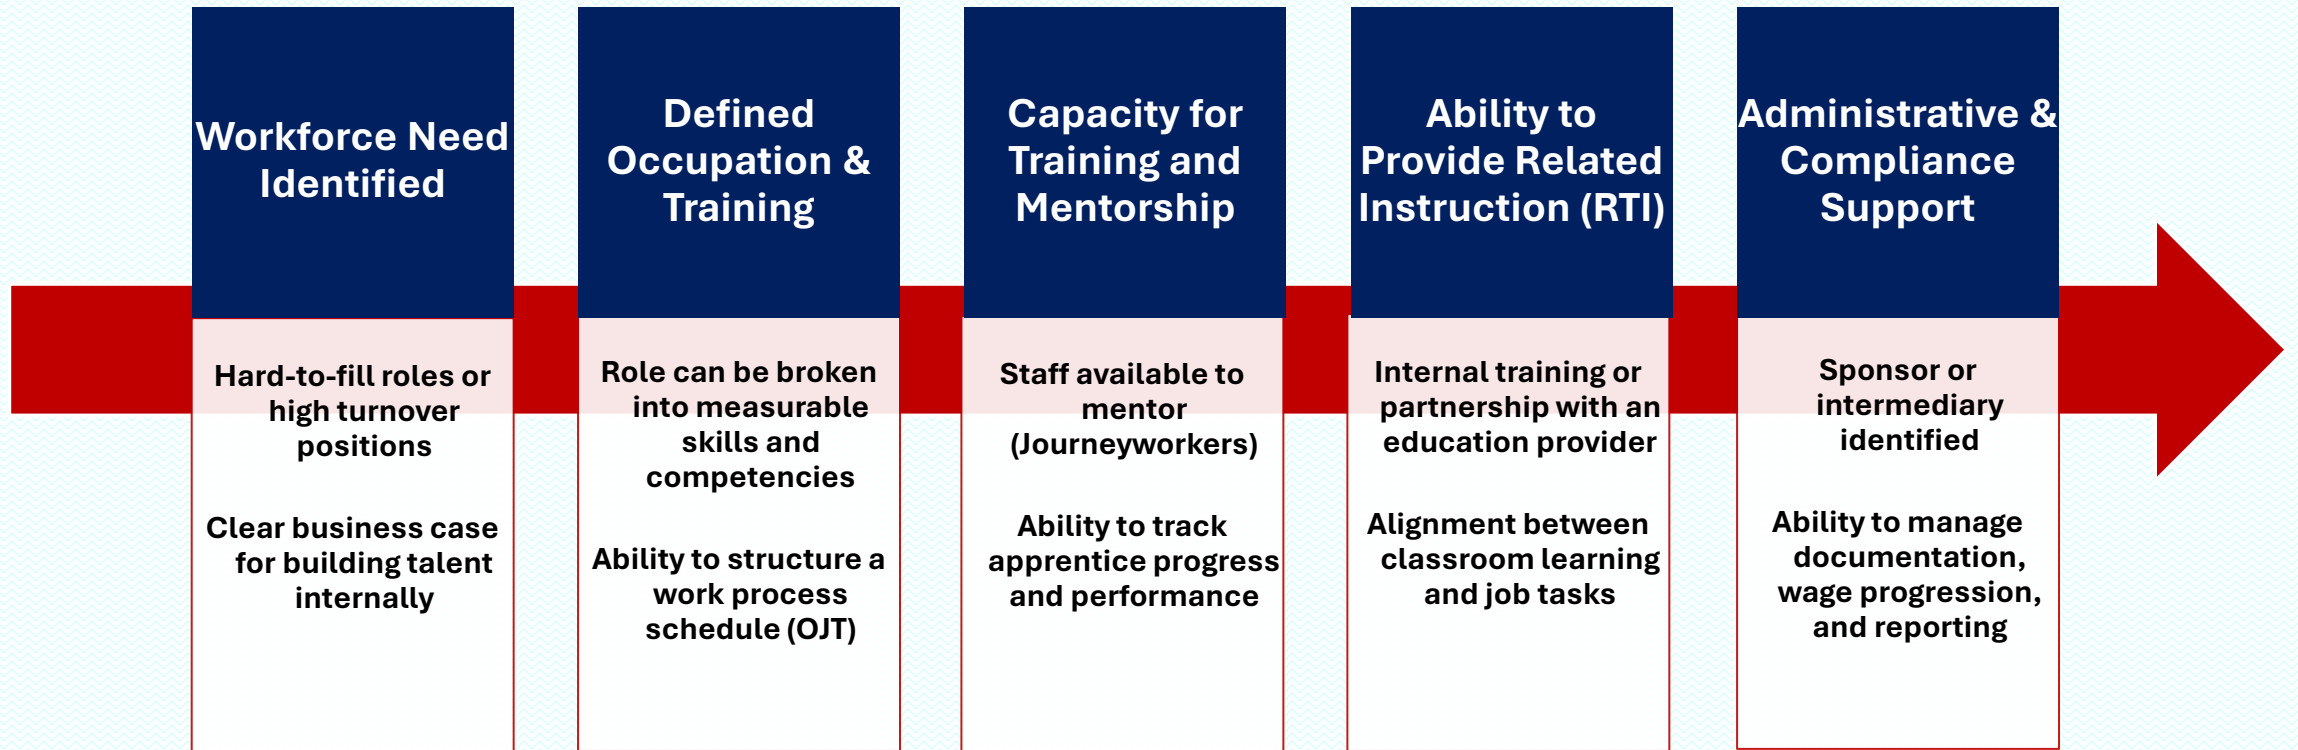 Workforce Need
Identified
Hard-to-fill roles or
high turnover
positions
Clear business case
for building talent
internally
Defined
Occupation &
Training
Role can be broken
into measurable
skills and
competencies
Ability to structure a
work process
schedule (OJT)
Capacity for
Training and
Mentorship
Staff available to
mentor
(Journeyworkers)
Ability to track
apprentice progress
and performance
Ability to
Provide Related
Instruction (RTI)
Internal training or
partnership with an
education provider
Alignment between
classroom learning
and job tasks
Administrative &
Compliance
Support
Sponsor or
intermediary
identified
Ability to manage
documentation,
wage progression,
and reporting